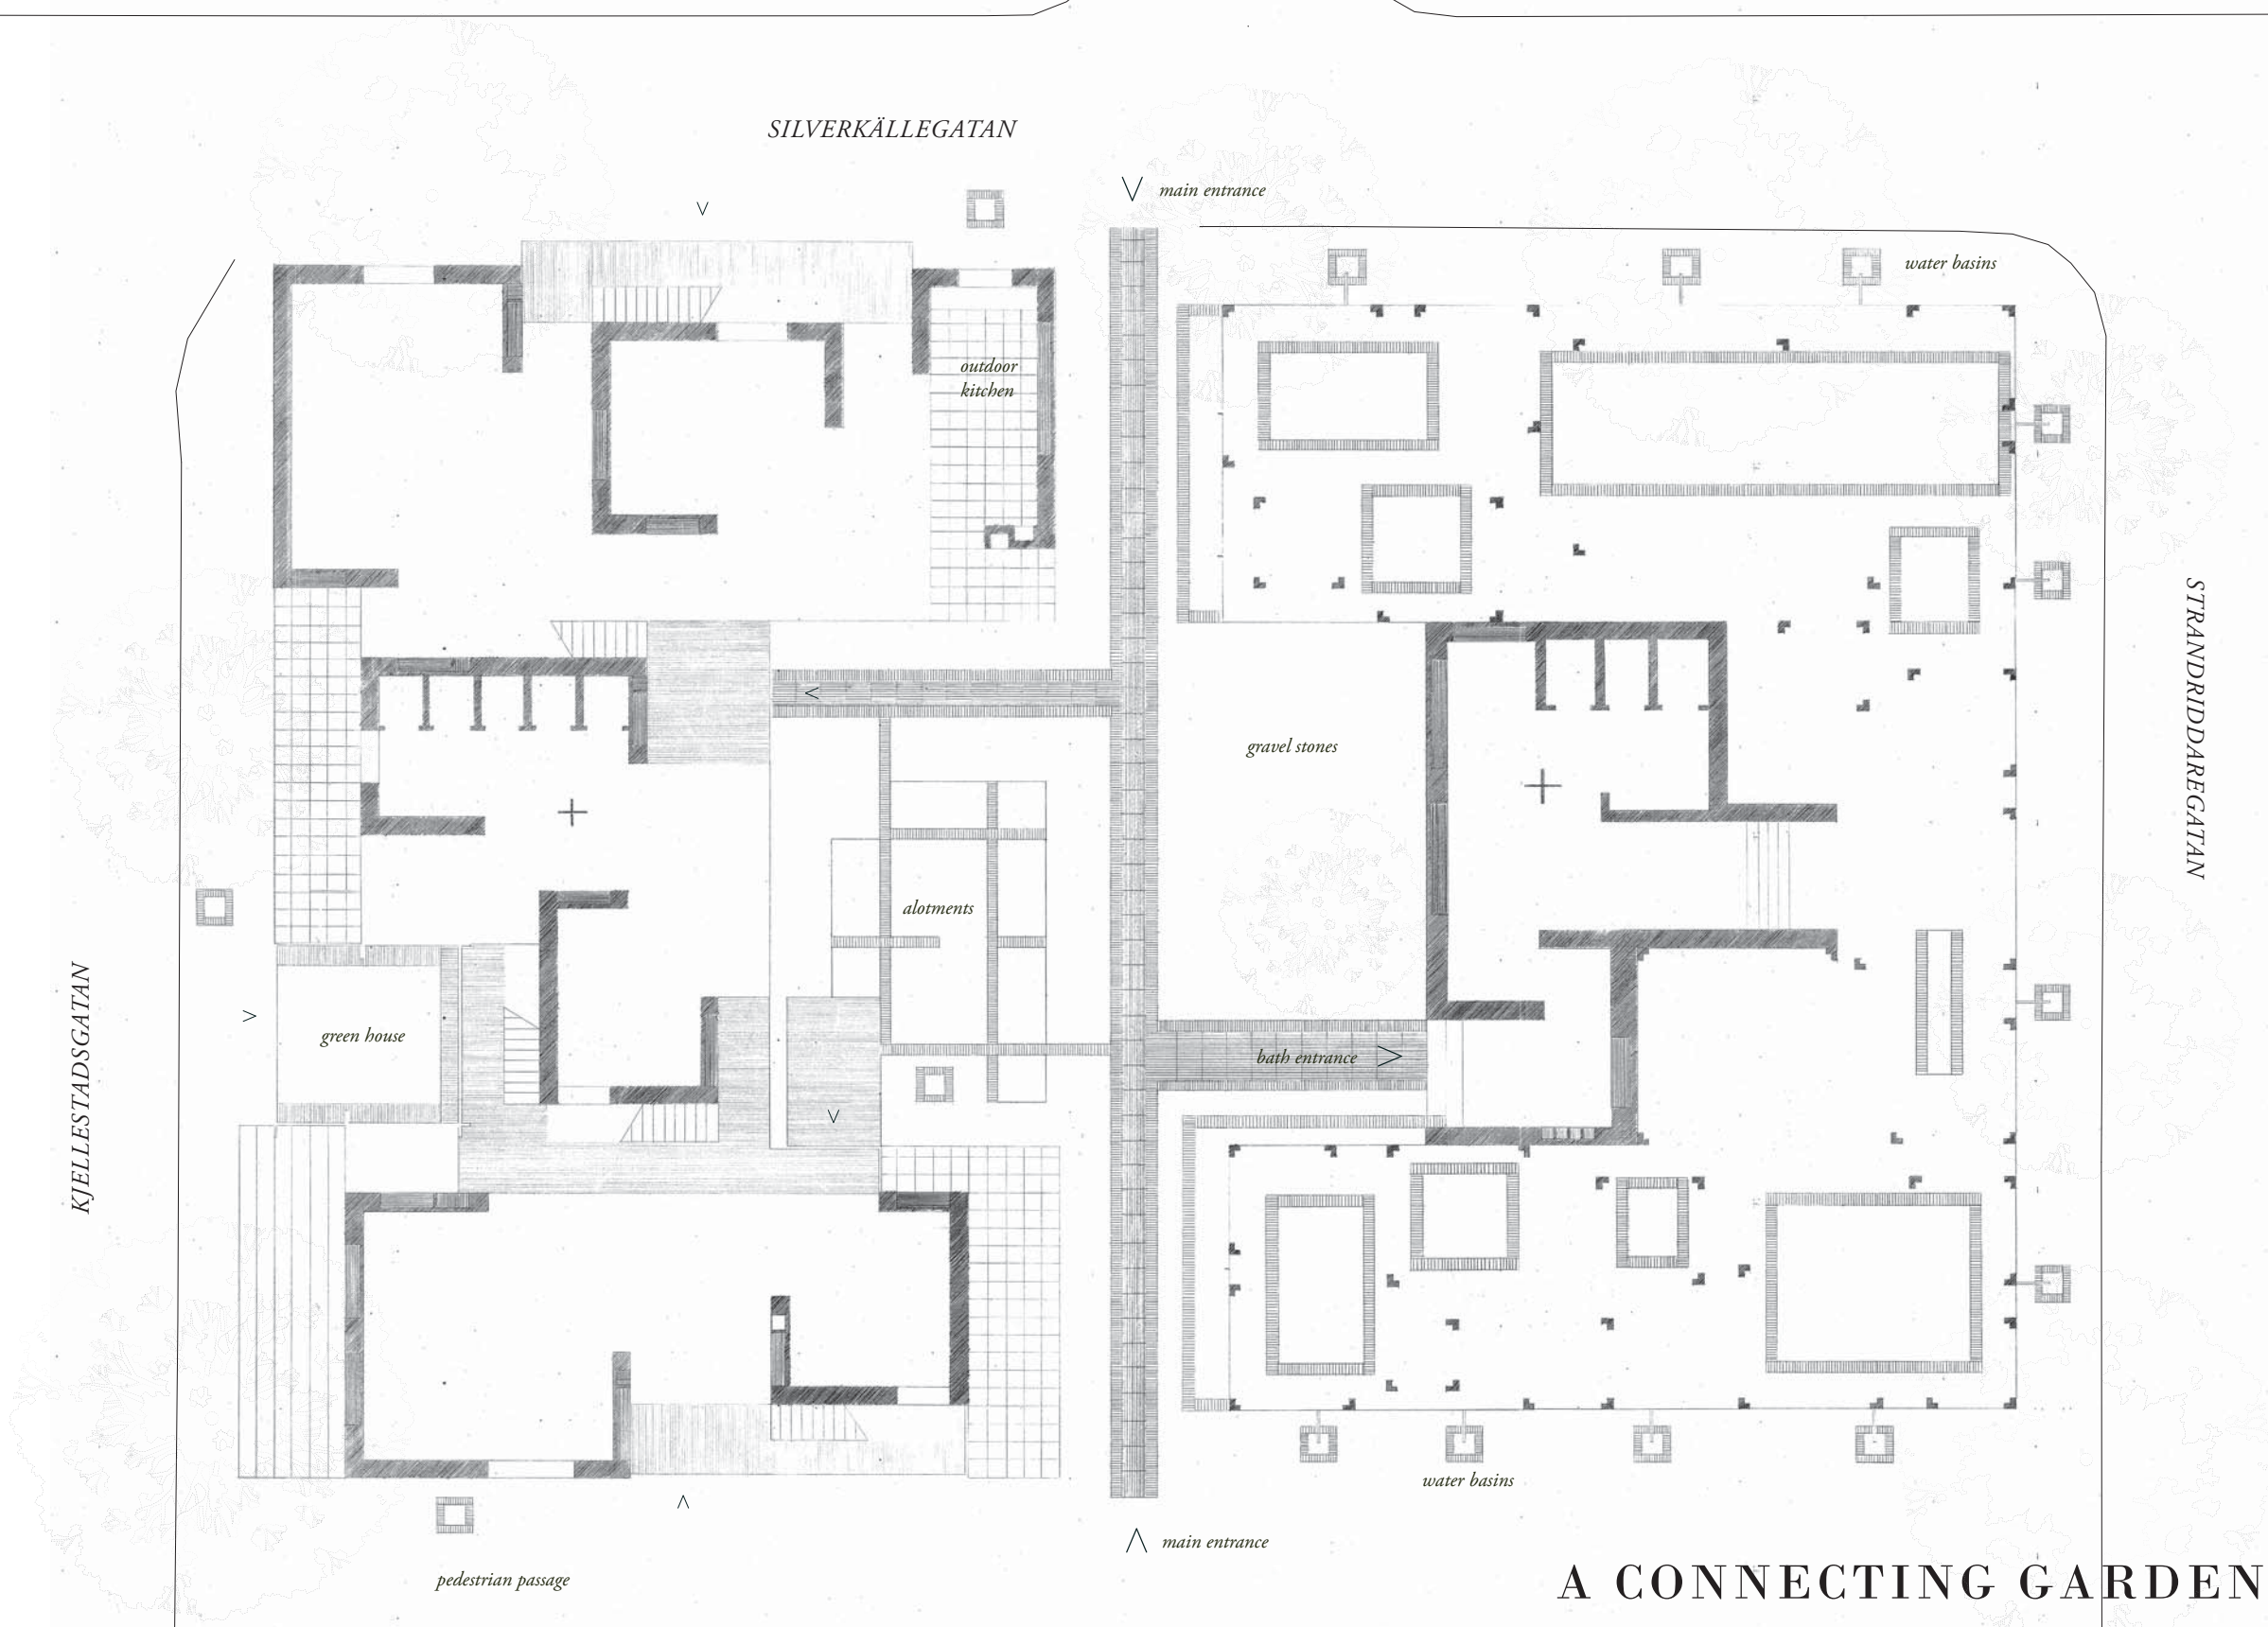 SILVERKÄLLEGATAN
main entrance
water basins
outdoor
kitchen
STRANDRIDDAREGATAN
gravel stones
alotments
KJELLESTADSGATAN
green house
bath entrance
water basins
main entrance
pedestrian passage
A CONNECTING GARDEN